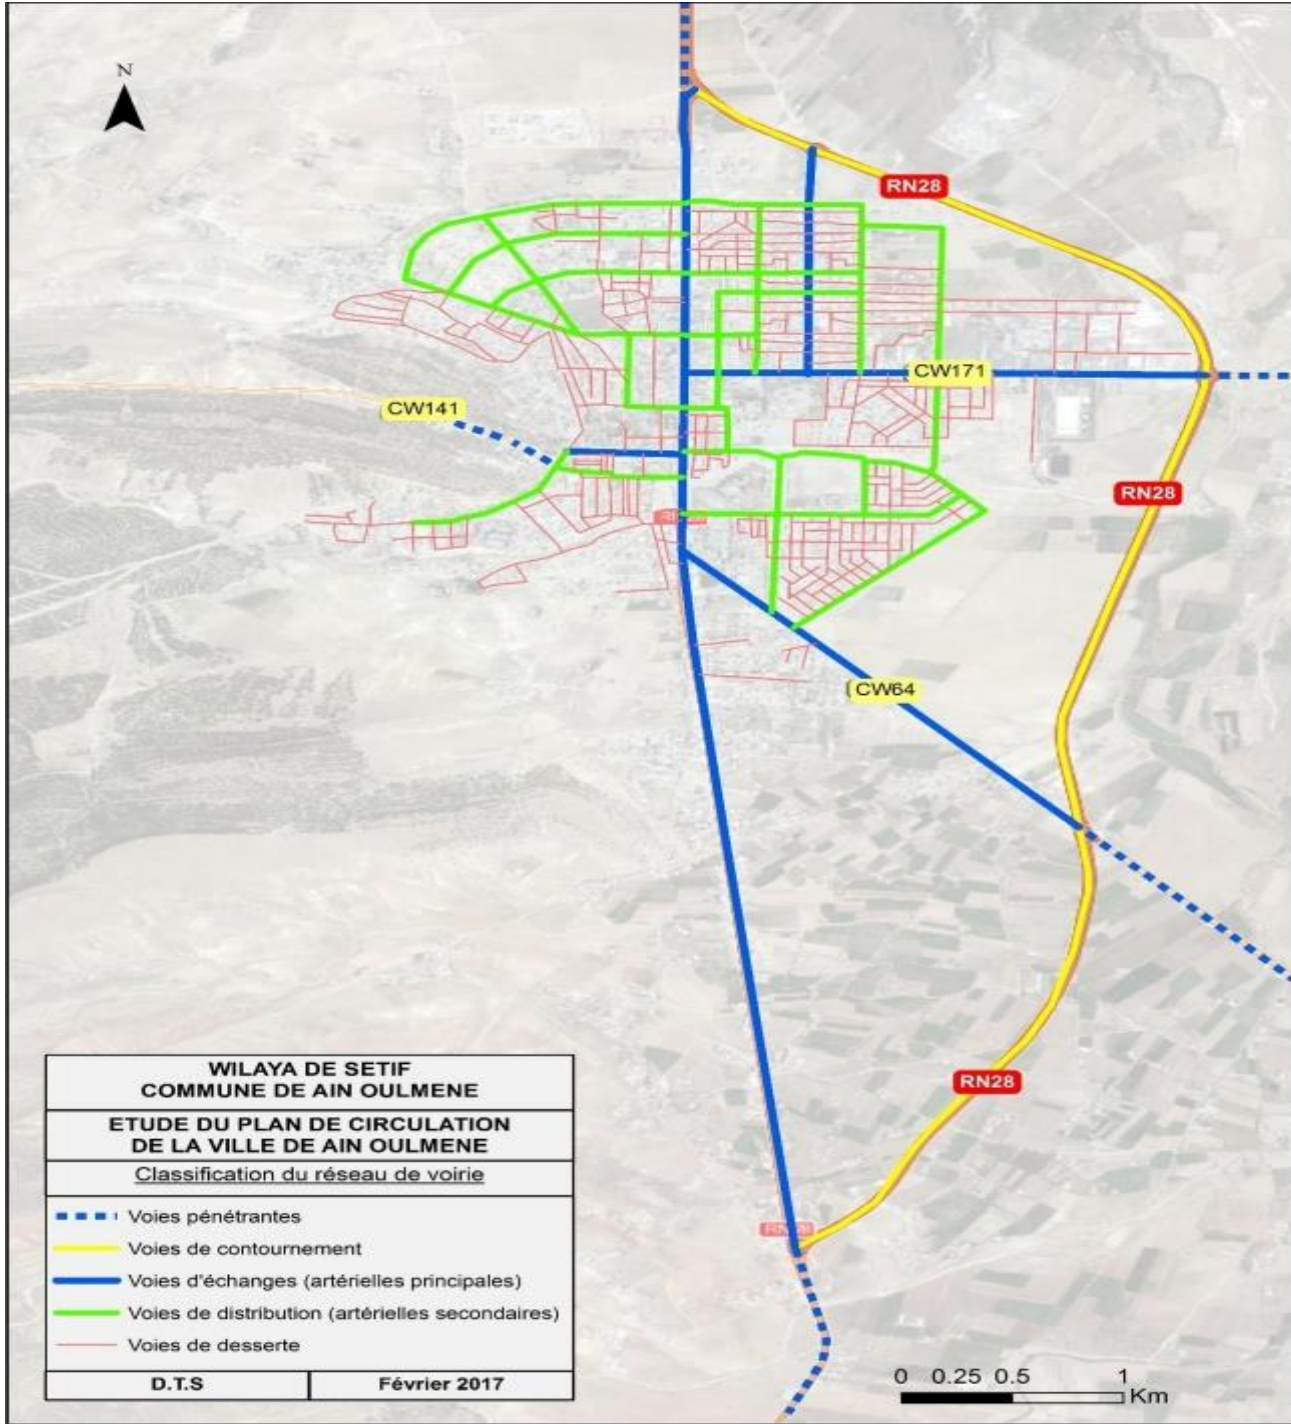 N
RN28
CW171
CW141
RN28
CW64
RN28
WILAYA DE SETIF
COMMUNE DE AIN OULMENE
ETUDE DU PLAN DE CIRCULATION
DE LA VILLE DE AIN OULMENE
Classification du réseau de voirie
Voies pénétrantes
Voies de contournement
Voies d'échanges (artérielles principales)
Voies de distribution (artérielles secondaires)
Voies de desserte
D.T.S Février 2017
0 0.25 0.5 1
Km